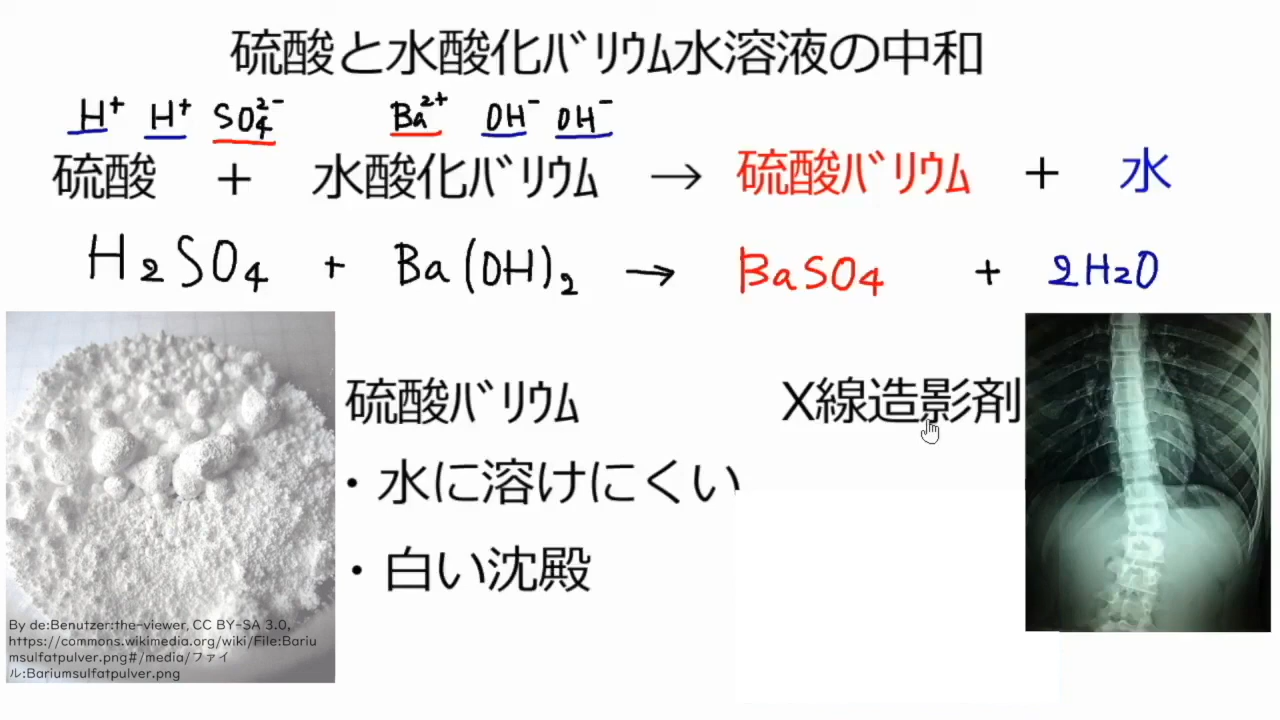 硫酸と水酸化ﾊﾞﾘｳﾑ水溶液の中和
H⁺ H⁺ SO₄²⁻ Ba²⁺ OH⁻ OH⁻
硫酸 + 水酸化ﾊﾞﾘｳﾑ → 硫酸ﾊﾞﾘｳﾑ + 水
H₂SO₄ + Ba(OH)₂ → BaSO₄ + 2H₂O
硫酸ﾊﾞﾘｳﾑ
・水に溶けにくい
・白い沈殿
X線造影剤
By de:Benutzer:the-viewer, CC BY-SA 3.0,
https://commons.wikimedia.org/wiki/File:Bariu
msulfatpulver.png#/media/ファイ
ル:Bariumsulfatpulver.png